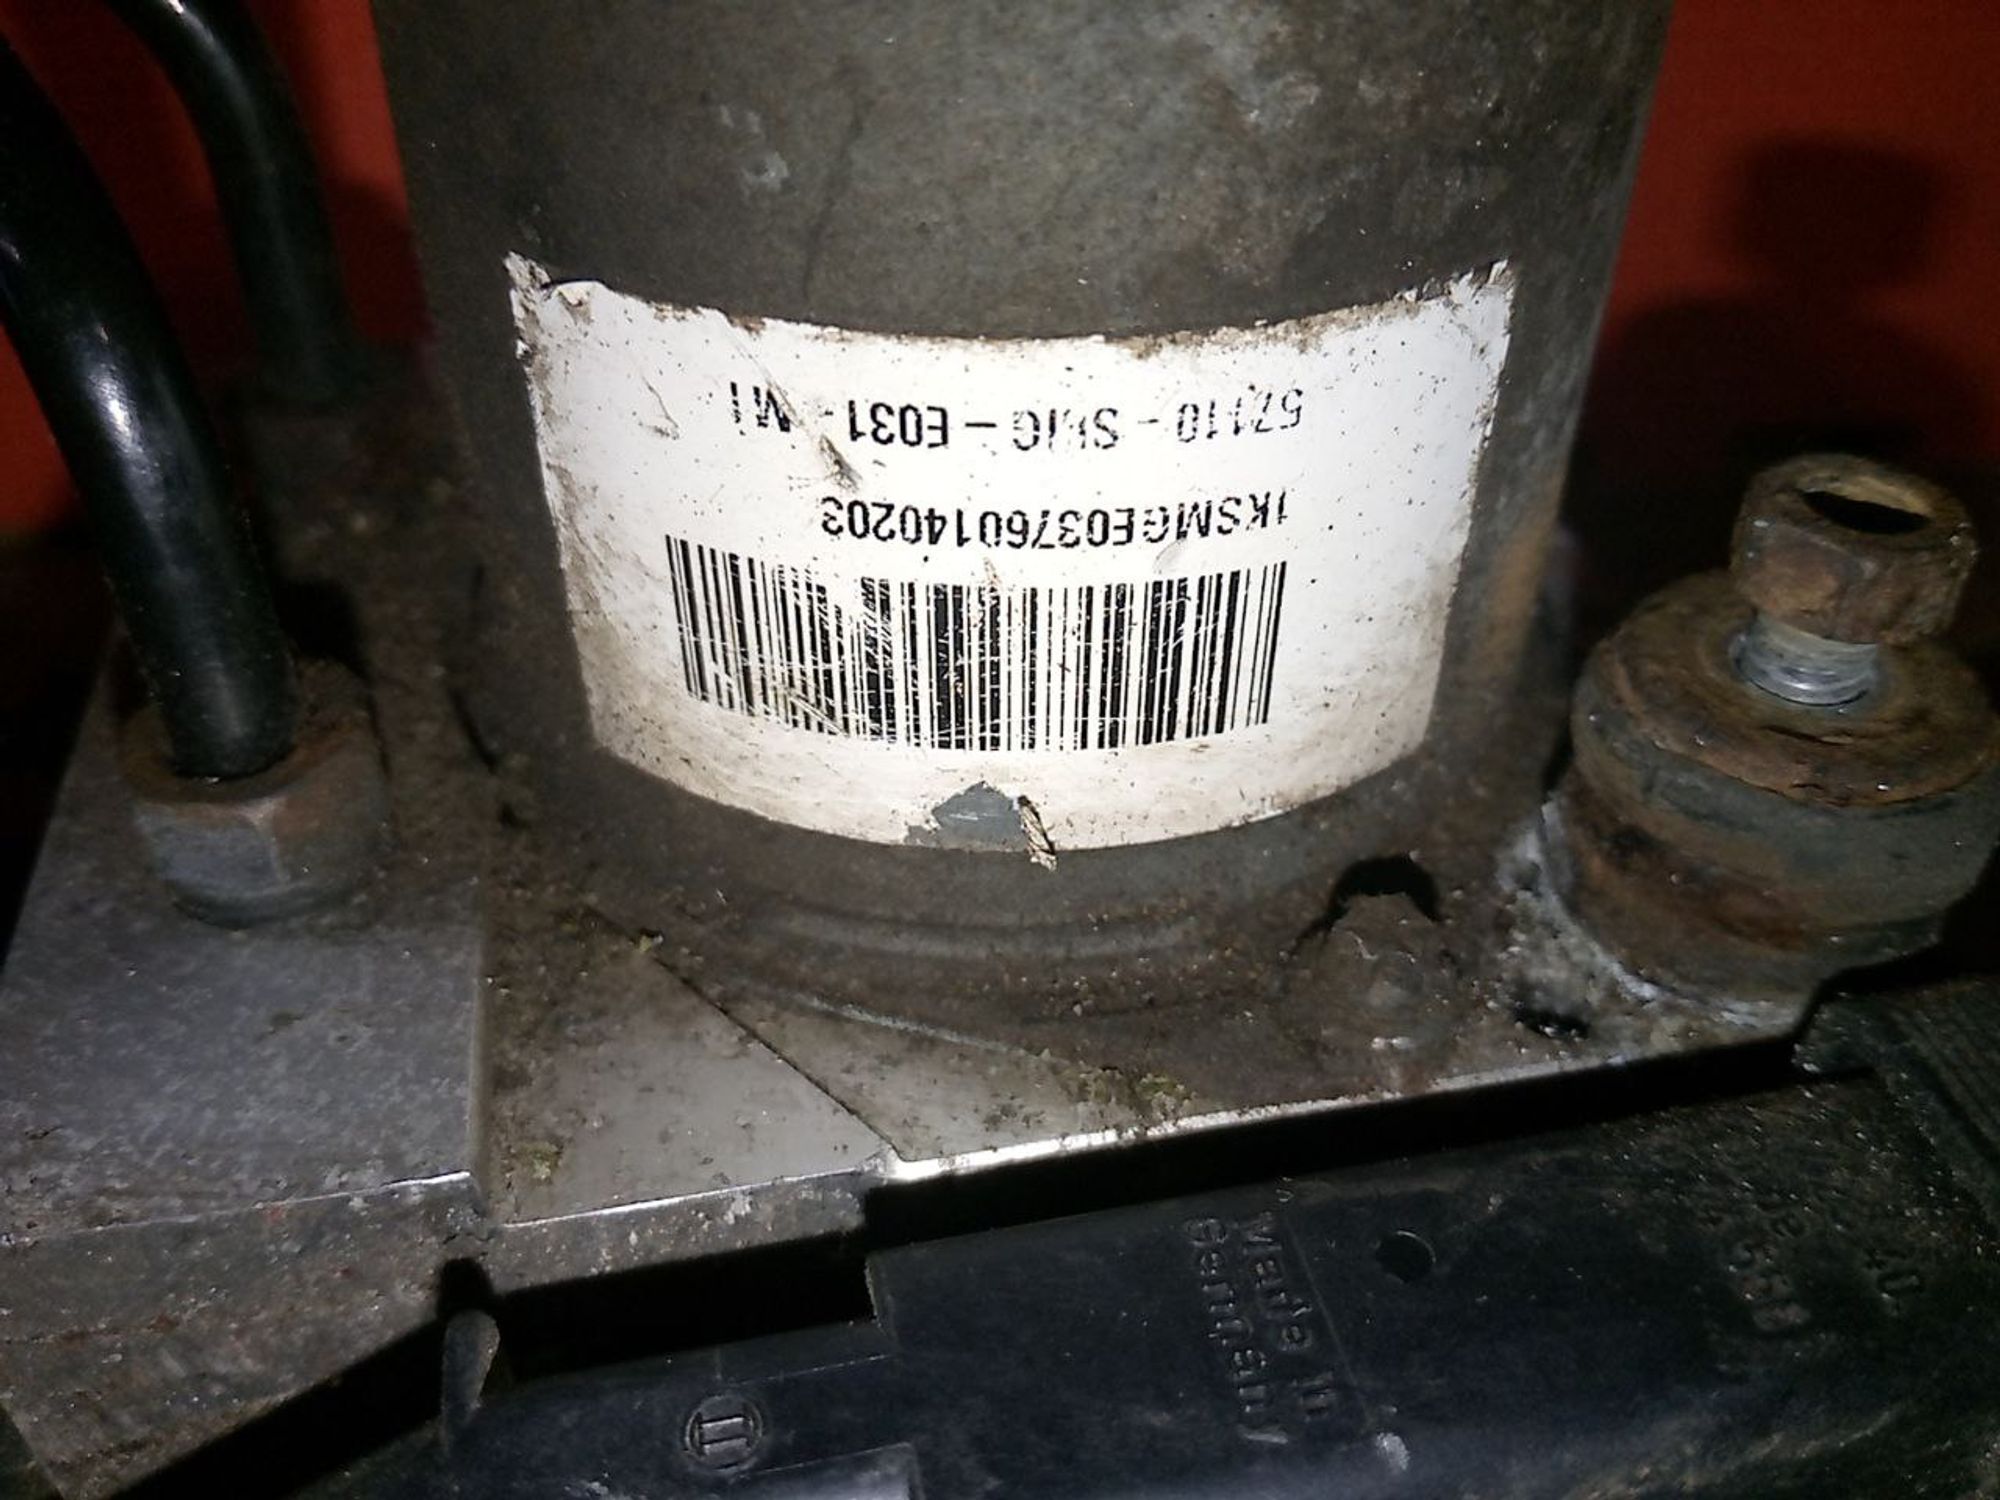 1KSMGE03760140203
57110 - SMG - E031 - M1
Made in
Germany